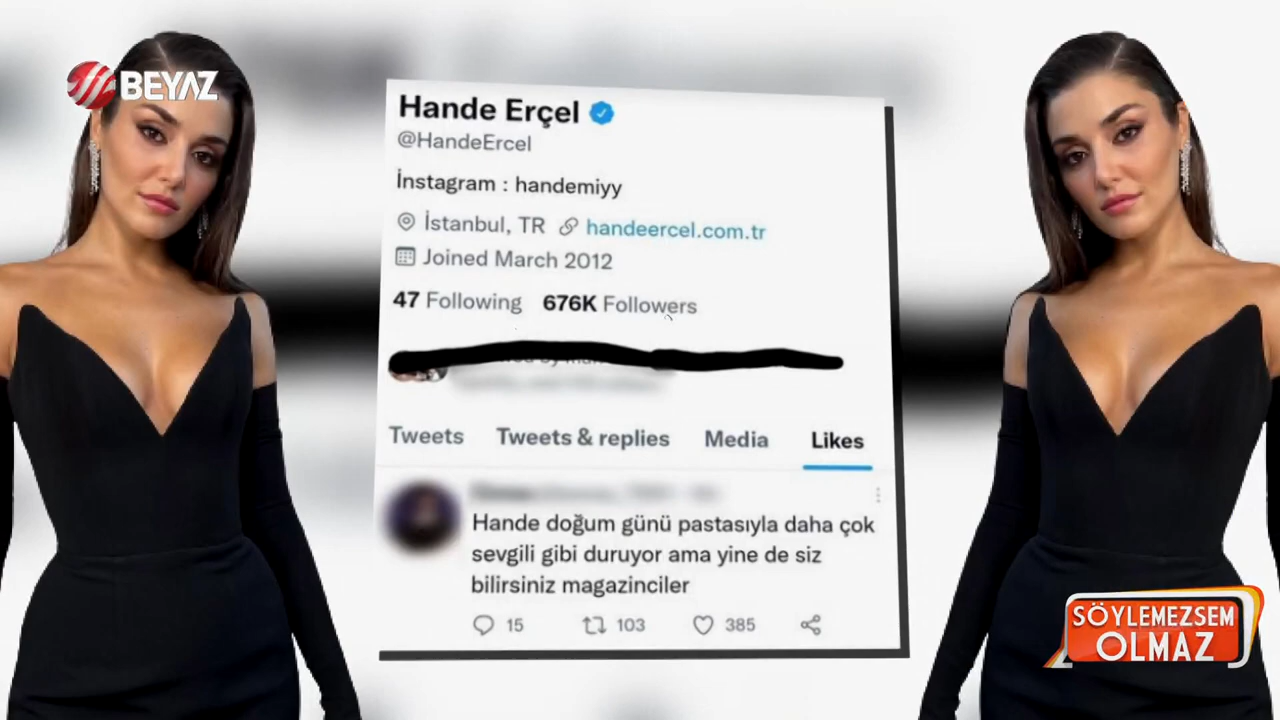 BEYAZ
Hande Erçel
@HandeErcel
İnstagram : handemiyy
İstanbul, TR handeercel.com.tr
Joined March 2012
47 Following 676K Followers
Tweets Tweets & replies Media Likes
Hande doğum günü pastasıyla daha çok
sevgili gibi duruyor ama yine de siz
bilirsiniz magazinciler
15 103 385
SÖYLEMEZSEM
OLMAZ